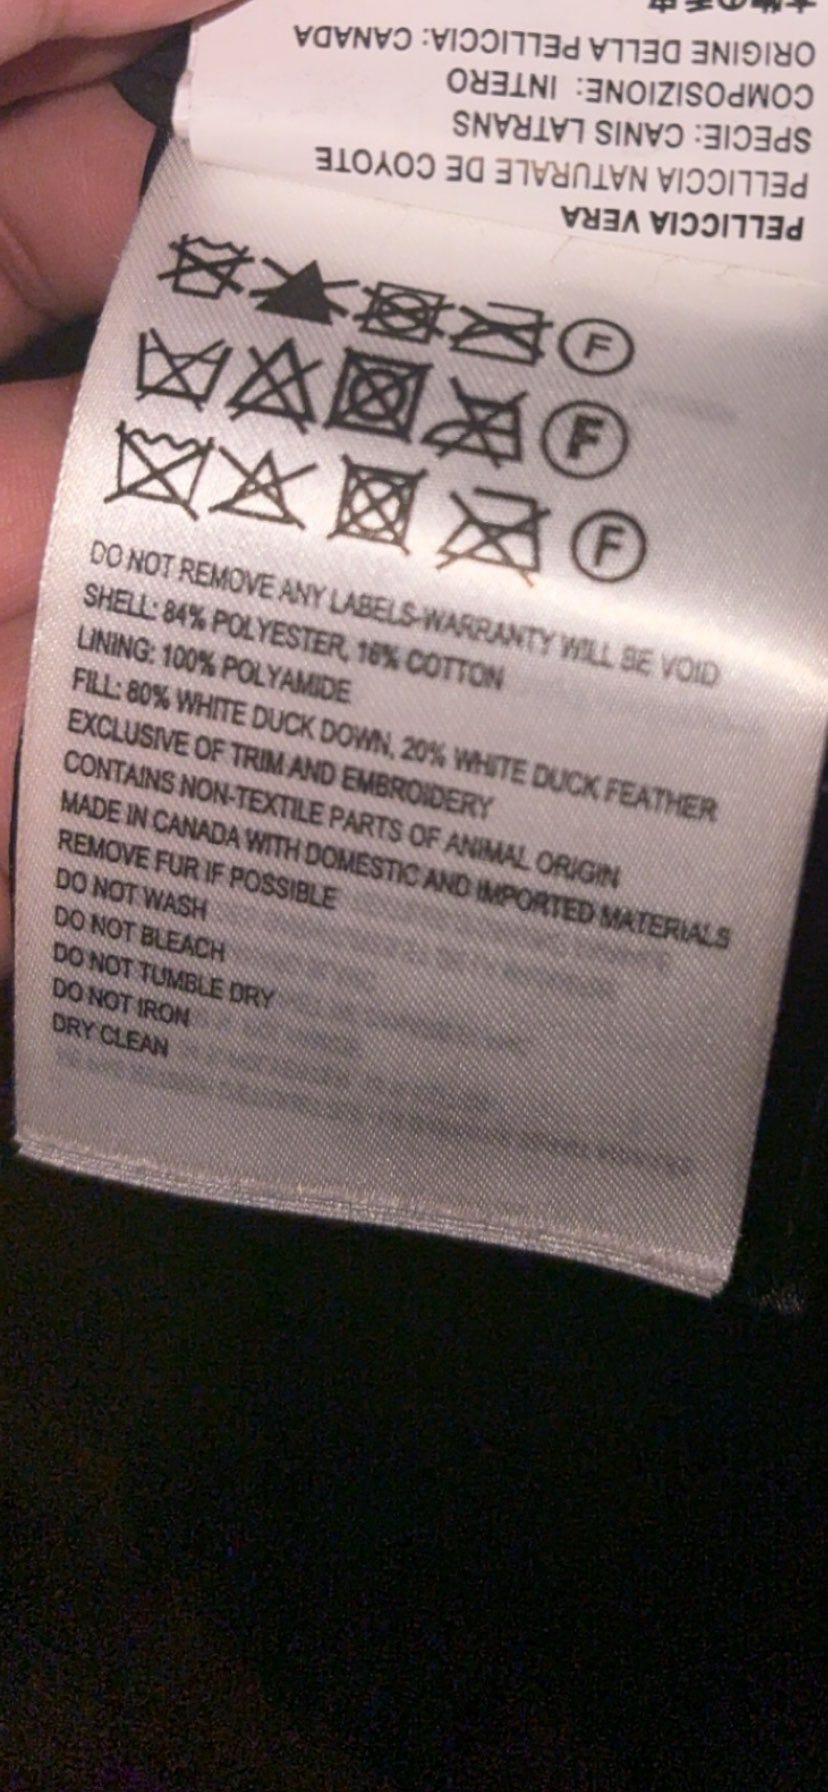 PELLICCIA VERA
PELLICCIA NATURALE DE COYOTE
SPECIE: CANIS LATRANS
COMPOSIZIONE: INTERO
ORIGINE DELLA PELLICCIA: CANADA
F
F
F
DO NOT REMOVE ANY LABELS-WARRANTY WILL BE VOID
SHELL: 84% POLYESTER, 16% COTTON
LINING: 100% POLYAMIDE
FILL: 80% WHITE DUCK DOWN, 20% WHITE DUCK FEATHER
EXCLUSIVE OF TRIM AND EMBROIDERY
CONTAINS NON-TEXTILE PARTS OF ANIMAL ORIGIN
MADE IN CANADA WITH DOMESTIC AND IMPORTED MATERIALS
REMOVE FUR IF POSSIBLE
DO NOT WASH
DO NOT BLEACH
DO NOT TUMBLE DRY
DO NOT IRON
DRY CLEAN